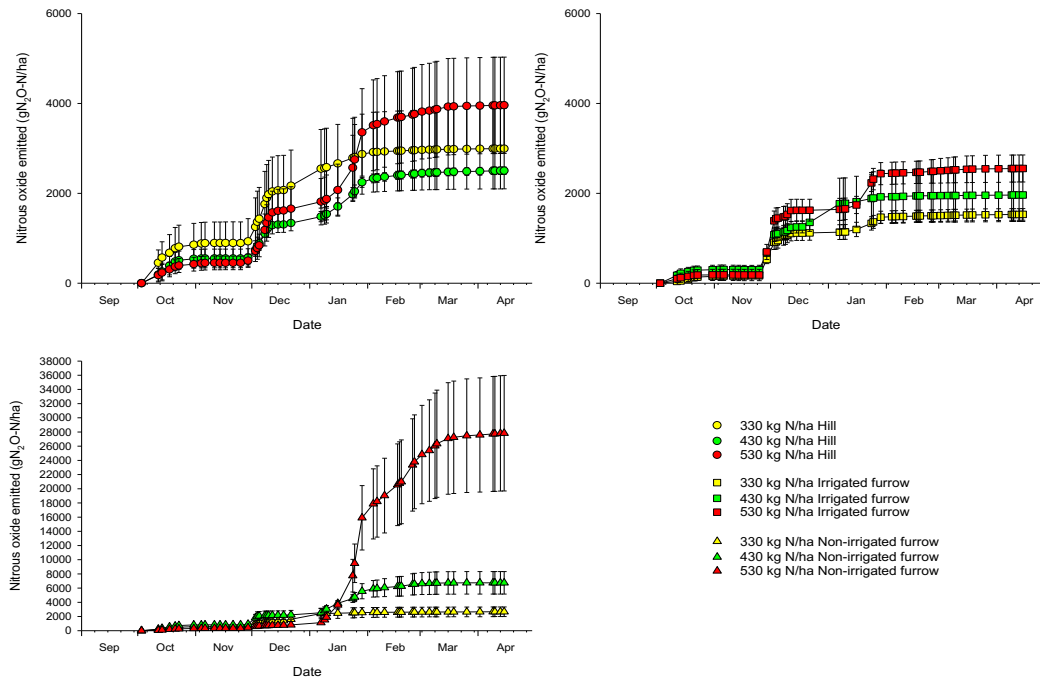 6000
4000
2000
0
Nitrous oxide emitted (gN₂O-N/ha)
Sep Oct Nov Dec Jan Feb Mar Apr
Date
6000
4000
2000
0
Nitrous oxide emitted (gN₂O-N/ha)
Sep Oct Nov Dec Jan Feb Mar Apr
Date
38000
36000
34000
32000
30000
28000
26000
24000
22000
20000
18000
16000
14000
12000
10000
8000
6000
4000
2000
0
Nitrous oxide emitted (gN₂O-N/ha)
Sep Oct Nov Dec Jan Feb Mar Apr
Date
330 kg N/ha Hill
430 kg N/ha Hill
530 kg N/ha Hill
330 kg N/ha Irrigated furrow
430 kg N/ha Irrigated furrow
530 kg N/ha Irrigated furrow
330 kg N/ha Non-irrigated furrow
430 kg N/ha Non-irrigated furrow
530 kg N/ha Non-irrigated furrow